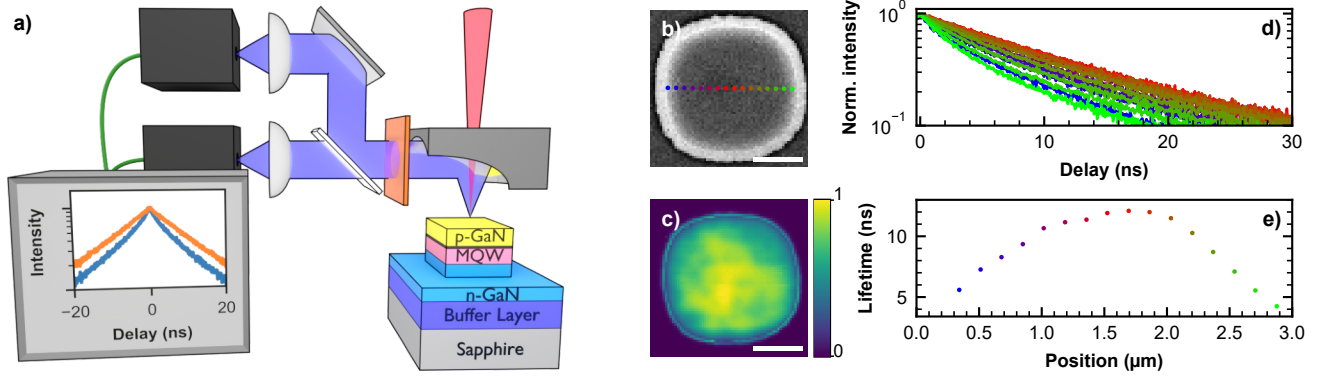 a)
Intensity
−20
0
20
Delay (ns)
p-GaN
MQW
n-GaN
Buffer Layer
Sapphire
b)
c)
1
0
d)
Norm. intensity
10⁰
10⁻¹
0
10
20
30
Delay (ns)
e)
Lifetime (ns)
10
5
0.0
0.5
1.0
1.5
2.0
2.5
3.0
Position (μm)